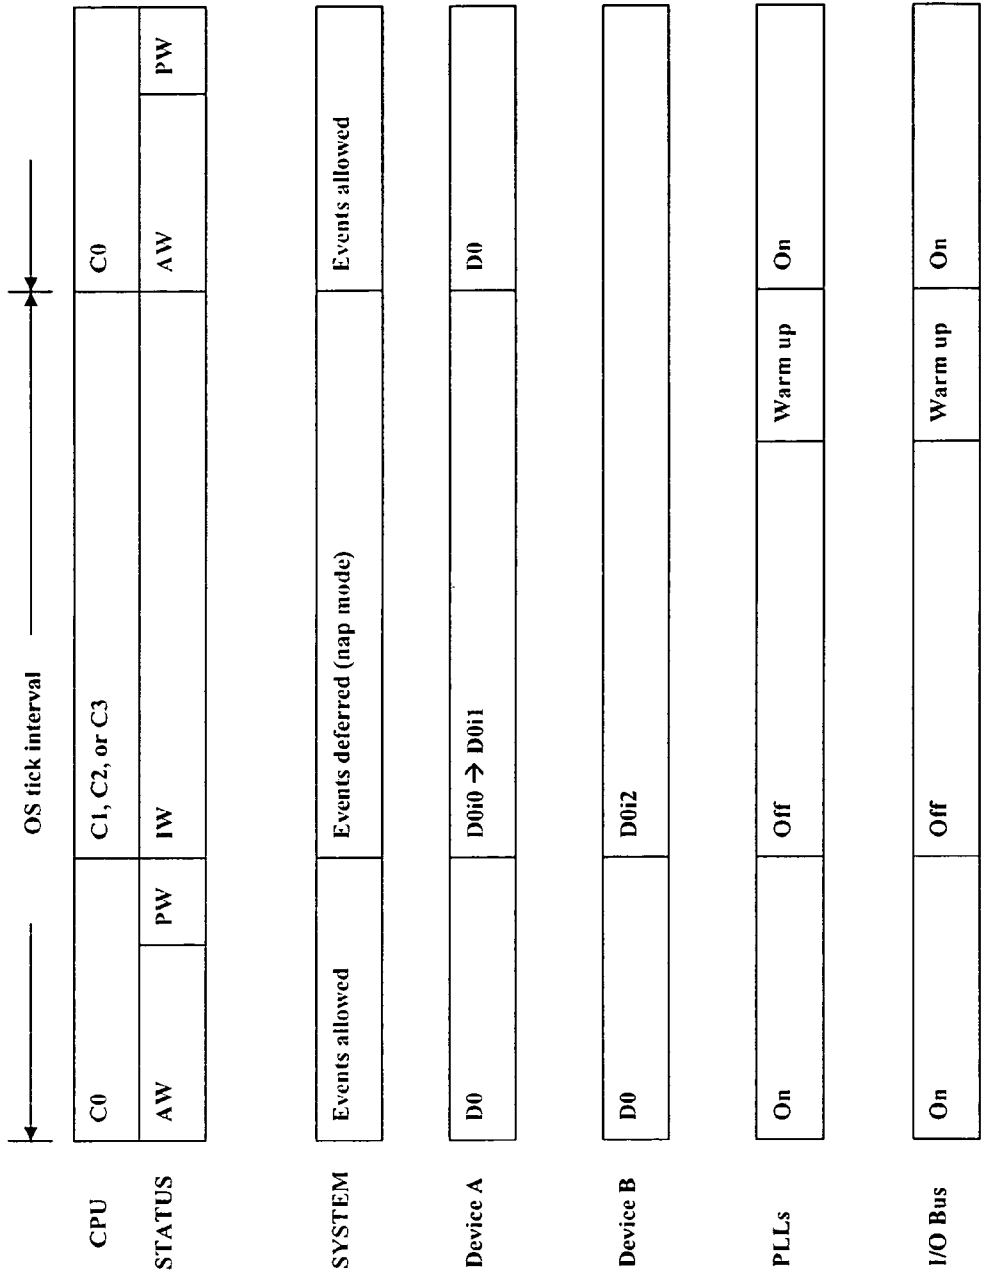 OS tick interval
CPU C0 C1, C2, or C3 C0
STATUS AW PW IW AW PW
SYSTEM Events allowed Events deferred (nap mode) Events allowed
Device A D0 D0i0 → D0i1 D0
Device B D0 D0i2
PLLs On Off Warm up On
I/O Bus On Off Warm up On